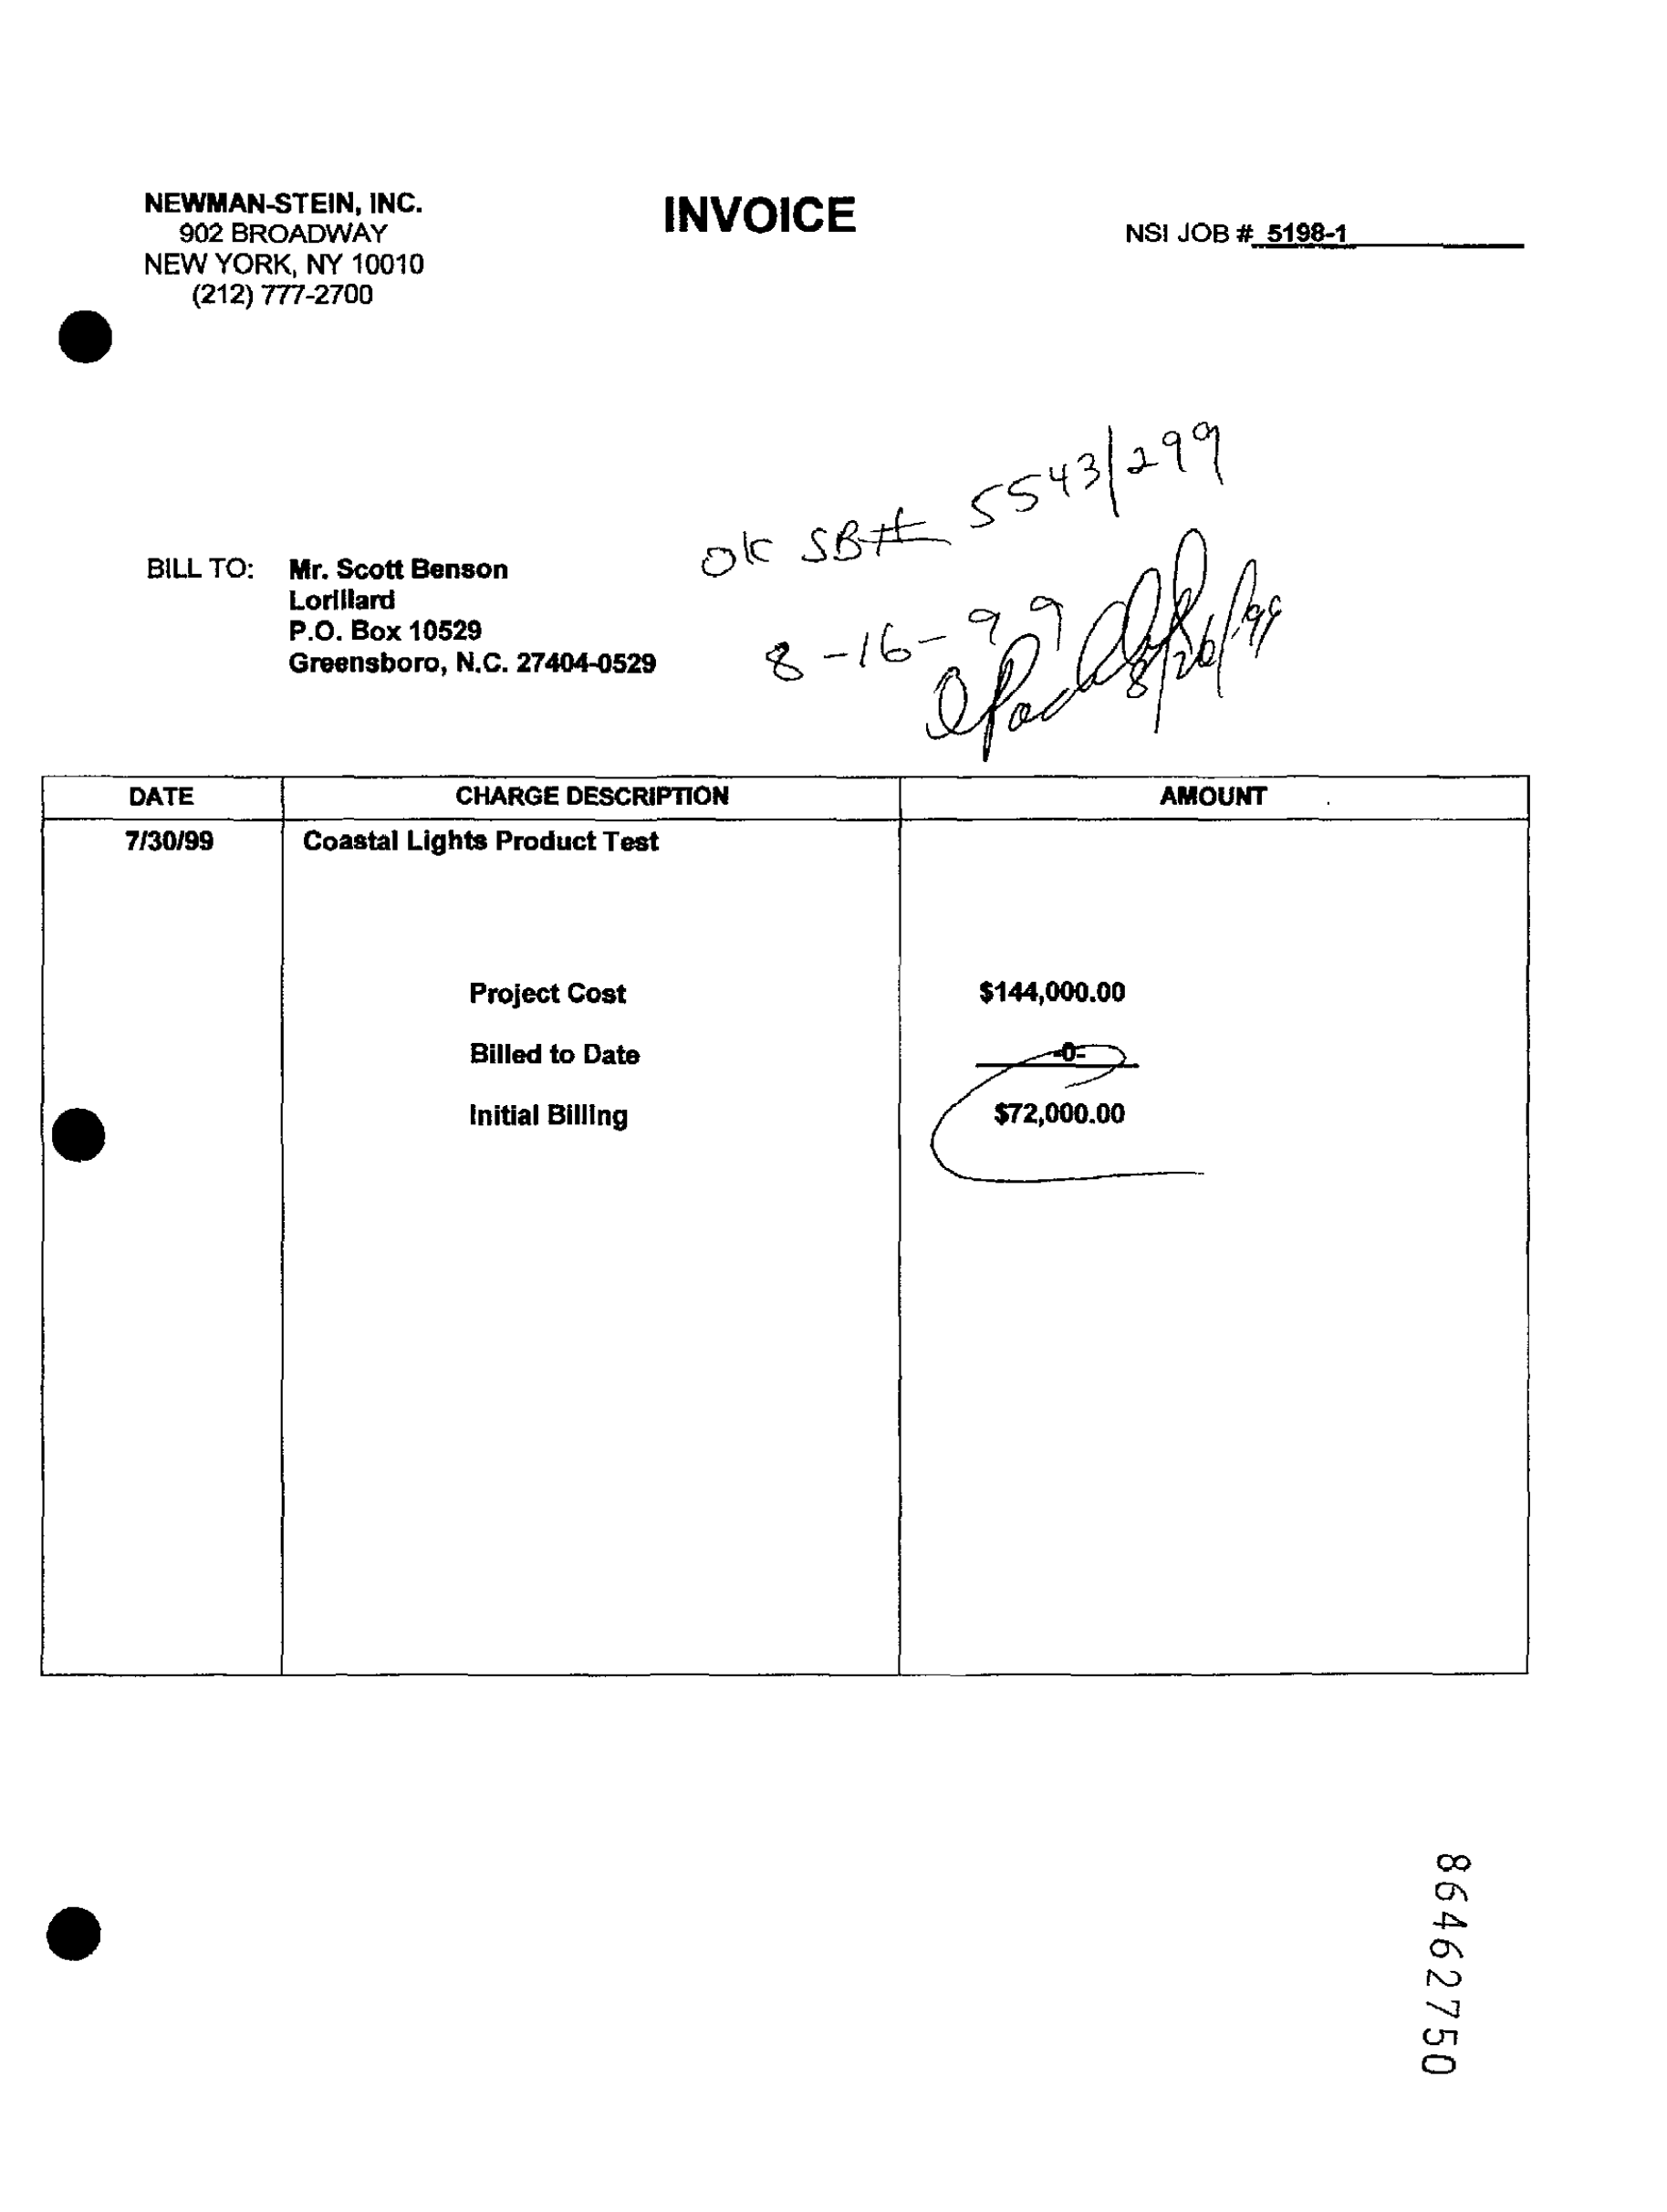 NEWMAN-STEIN, INC.
902 BROADWAY
NEW YORK, NY 10010
(212) 777-2700
INVOICE
NSI JOB # 5198-1
OK SB# 5543/299
8-16-99
8/26/99
BILL TO: Mr. Scott Benson
Lorillard
P.O. Box 10529
Greensboro, N.C. 27404-0529
DATE CHARGE DESCRIPTION AMOUNT
7/30/99 Coastal Lights Product Test
Project Cost $144,000.00
Billed to Date -0-
Initial Billing $72,000.00
86462750